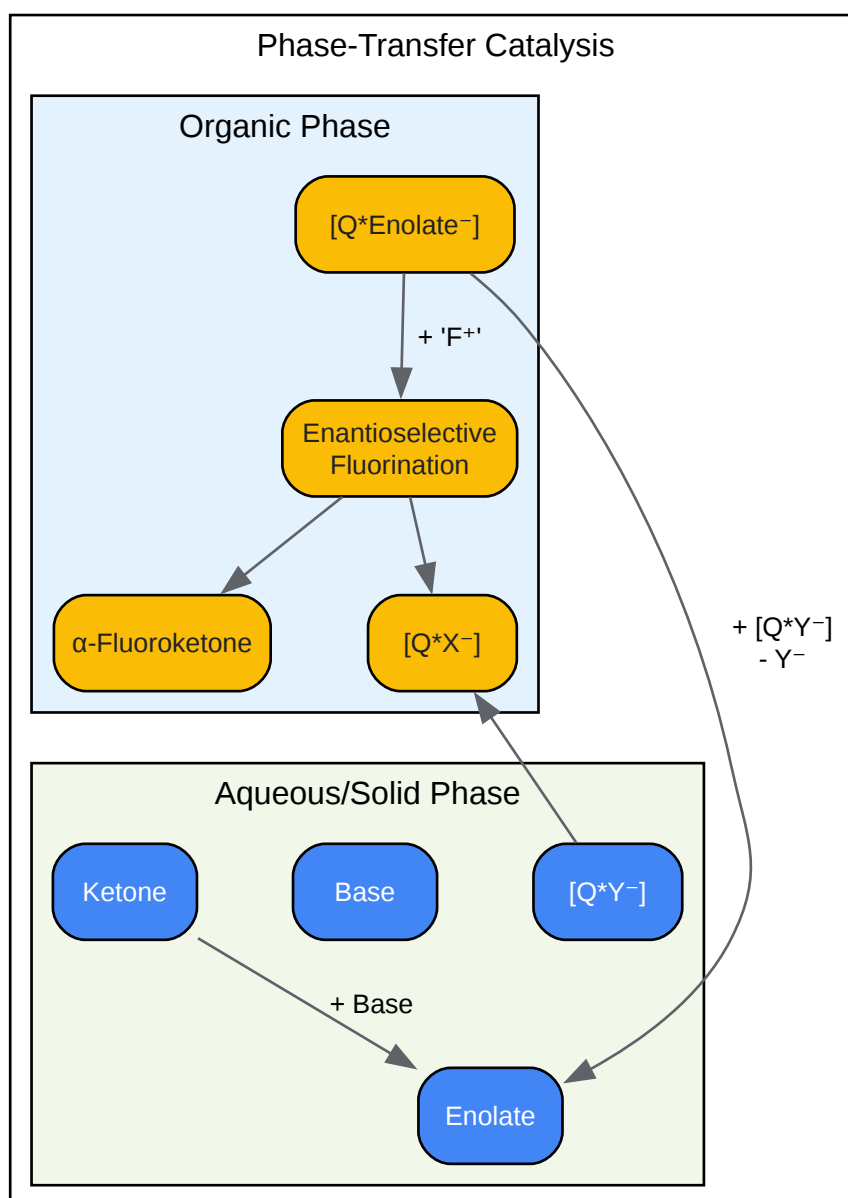 Phase-Transfer Catalysis
Organic Phase
[Q*Enolate⁻]
+ 'F⁺'
Enantioselective
Fluorination
α-Fluoroketone
[Q*X⁻]
+ [Q*Y⁻]
- Y⁻
Aqueous/Solid Phase
Ketone
Base
[Q*Y⁻]
+ Base
Enolate